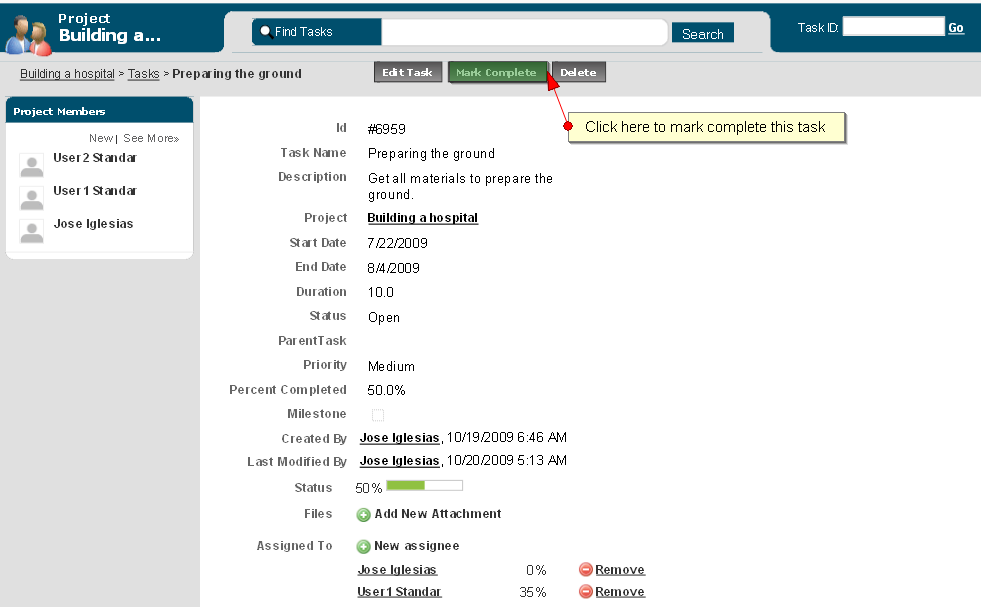 Project
Building a...
Find Tasks
Search
Task ID:
Go
Building a hospital > Tasks > Preparing the ground
Edit Task
Mark Complete
Delete
Click here to mark complete this task
Project Members
New | See More»
User2 Standar
User1 Standar
Jose Iglesias
Id #6959
Task Name Preparing the ground
Description Get all materials to prepare the
ground.
Project Building a hospital
Start Date 7/22/2009
End Date 8/4/2009
Duration 10.0
Status Open
ParentTask
Priority Medium
Percent Completed 50.0%
Milestone
Created By Jose Iglesias, 10/19/2009 6:46 AM
Last Modified By Jose Iglesias, 10/20/2009 5:13 AM
Status 50%
Files Add New Attachment
Assigned To New assignee
Jose Iglesias 0% Remove
User1 Standar 35% Remove